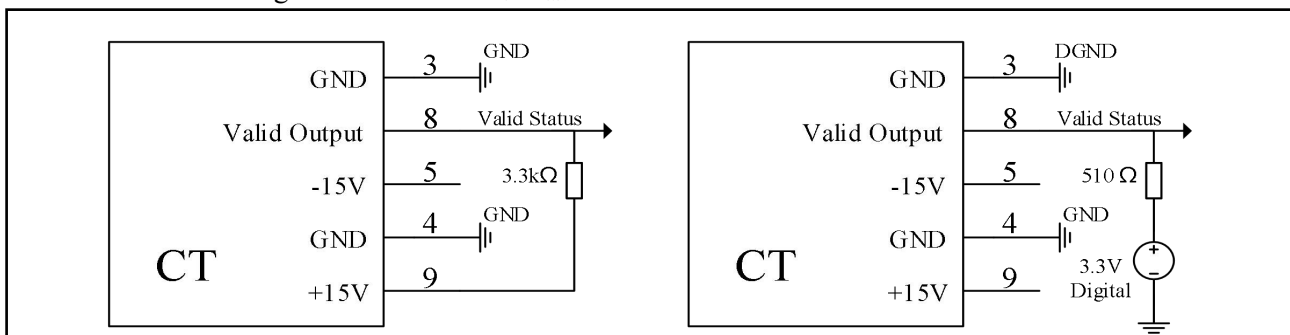 GND 3 GND
Valid Output 8 Valid Status
-15V 5 3.3kΩ
GND 4 GND
CT
+15V 9
GND 3 DGND
Valid Output 8 Valid Status
-15V 5 510 Ω
GND 4 GND
CT
+15V 9
+
-
3.3V
Digital